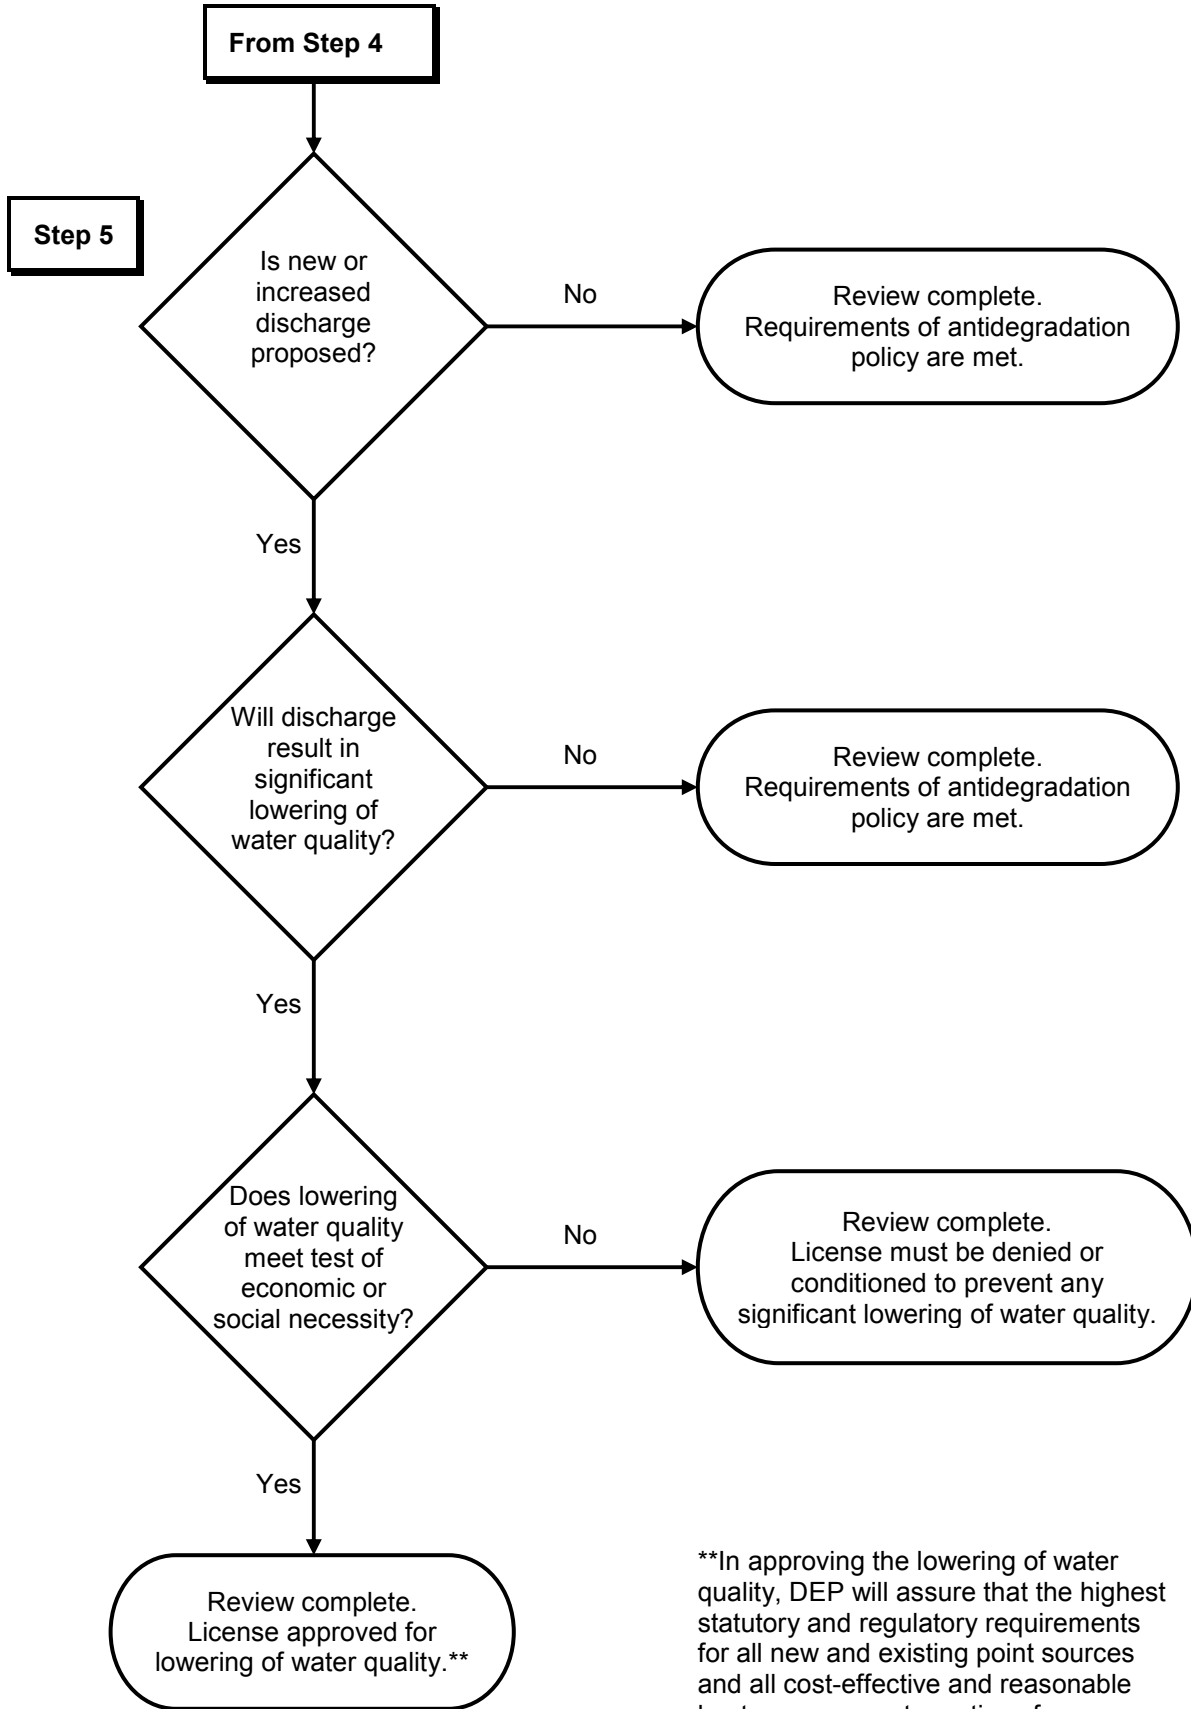 From Step 4
Step 5
Is new or
increased
discharge
proposed?
No
Review complete.
Requirements of antidegradation
policy are met.
Yes
Will discharge
result in
significant
lowering of
water quality?
No
Review complete.
Requirements of antidegradation
policy are met.
Yes
Does lowering
of water quality
meet test of
economic or
social necessity?
No
Review complete.
License must be denied or
conditioned to prevent any
significant lowering of water quality.
Yes
Review complete.
License approved for
lowering of water quality.**
**In approving the lowering of water
quality, DEP will assure that the highest
statutory and regulatory requirements
for all new and existing point sources
and all cost-effective and reasonable